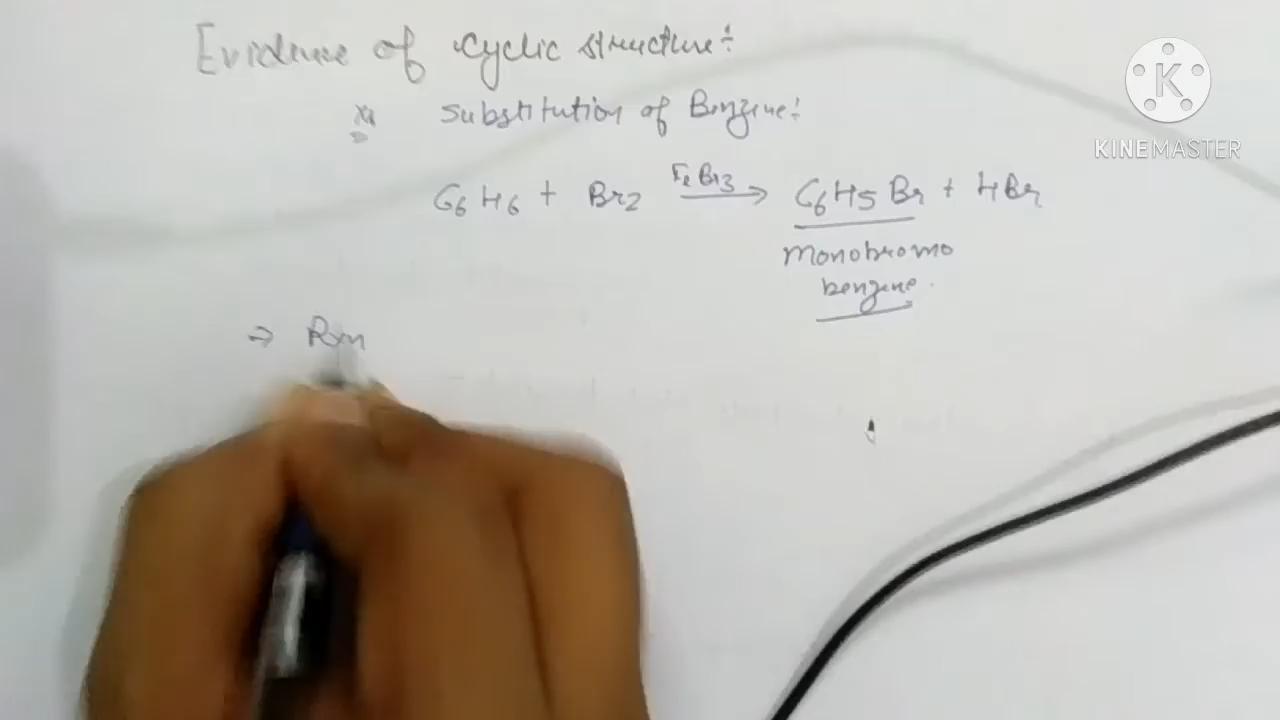 Evidence of cyclic structure:
Substitution of Benzene:
C6H6 + Br2 FeBr3 → C6H5Br + HBr
Monobromo
benzene.
⇒ Rxn
K
KINEMASTER